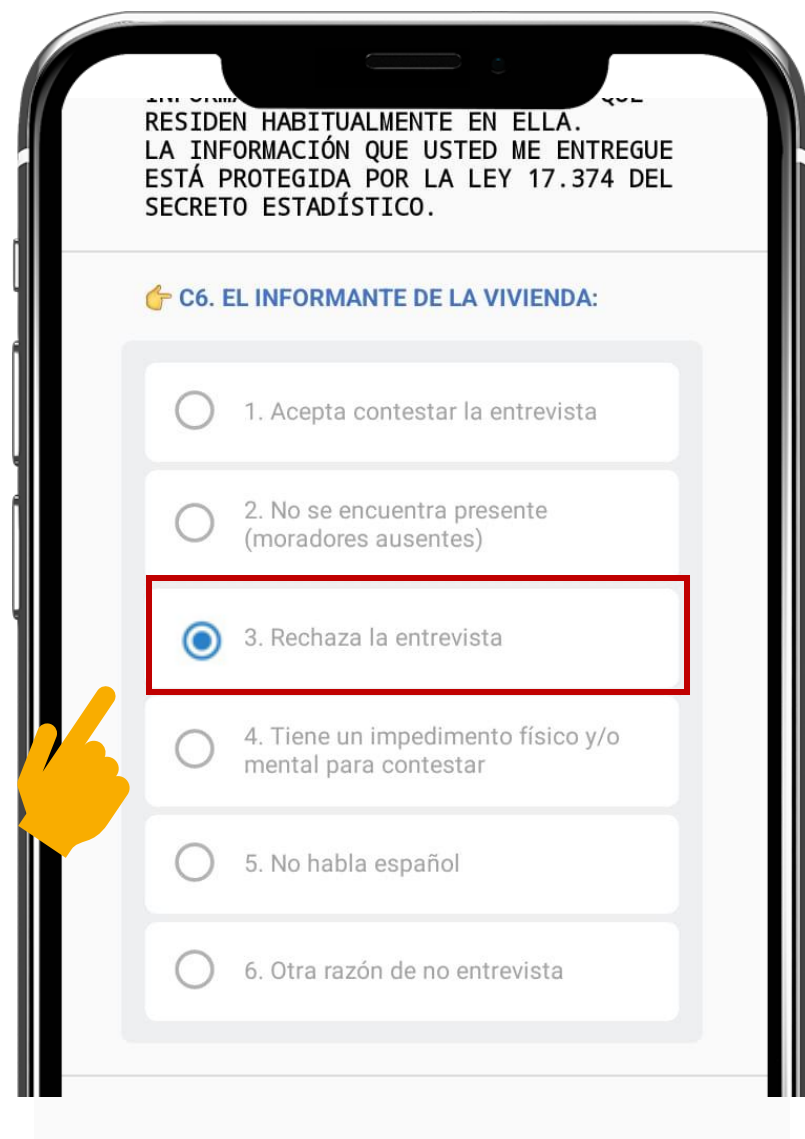 RESIDEN HABITUALMENTE EN ELLA.
LA INFORMACIÓN QUE USTED ME ENTREGUE
ESTÁ PROTEGIDA POR LA LEY 17.374 DEL
SECRETO ESTADÍSTICO.
👉 C6. EL INFORMANTE DE LA VIVIENDA:
1. Acepta contestar la entrevista
2. No se encuentra presente
(moradores ausentes)
3. Rechaza la entrevista
4. Tiene un impedimento físico y/o
mental para contestar
5. No habla español
6. Otra razón de no entrevista